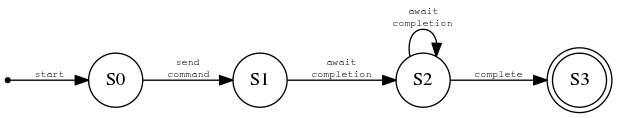 start
S0
send
command
S1
await
completion
await
completion
S2
complete
S3